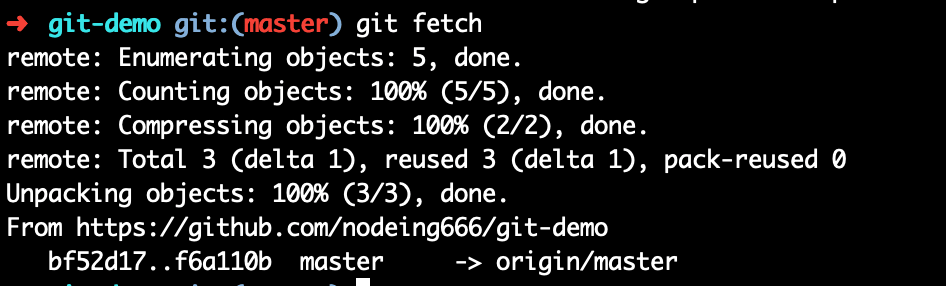 ➜ git-demo git:(master) git fetch
remote: Enumerating objects: 5, done.
remote: Counting objects: 100% (5/5), done.
remote: Compressing objects: 100% (2/2), done.
remote: Total 3 (delta 1), reused 3 (delta 1), pack-reused 0
Unpacking objects: 100% (3/3), done.
From https://github.com/nodeing666/git-demo
   bf52d17..f6a110b  master     -> origin/master